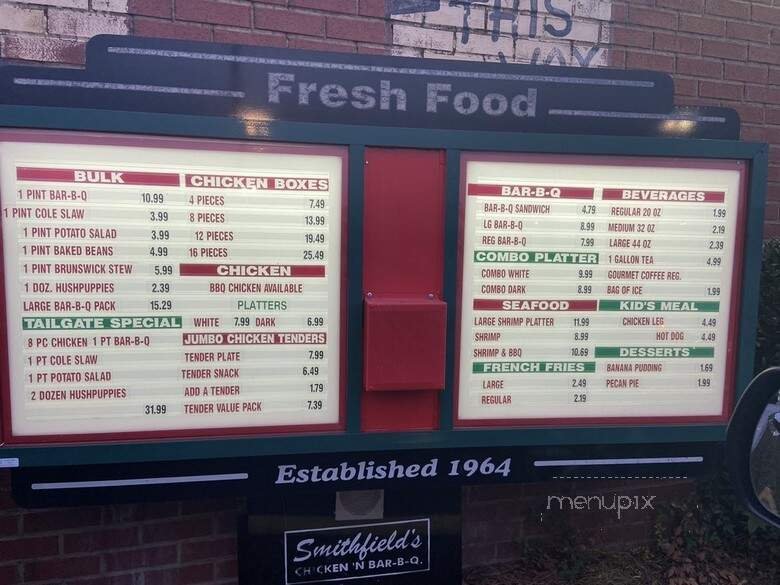 THIS
WAY
Fresh Food
BULK
1 PINT BAR-B-Q 10.99
1 PINT COLE SLAW 3.99
1 PINT POTATO SALAD 3.99
1 PINT BAKED BEANS 4.99
1 PINT BRUNSWICK STEW 5.99
1 DOZ. HUSHPUPPIES 2.39
LARGE BAR-B-Q PACK 15.29
TAILGATE SPECIAL
8 PC CHICKEN 1 PT BAR-B-Q
1 PT COLE SLAW
1 PT POTATO SALAD
2 DOZEN HUSHPUPPIES
31.99
CHICKEN BOXES
4 PIECES 7.49
8 PIECES 13.99
12 PIECES 19.49
16 PIECES 25.49
CHICKEN
BBQ CHICKEN AVAILABLE
PLATTERS
WHITE 7.99 DARK 6.99
JUMBO CHICKEN TENDERS
TENDER PLATE 7.99
TENDER SNACK 6.49
ADD A TENDER 1.79
TENDER VALUE PACK 7.39
BAR-B-Q
BAR-B-Q SANDWICH 4.79
LG BAR-B-Q 8.99
REG BAR-B-Q 7.99
COMBO PLATTER
COMBO WHITE 9.99
COMBO DARK 8.99
SEAFOOD
LARGE SHRIMP PLATTER 11.99
SHRIMP 8.99
SHRIMP & BBQ 10.69
FRENCH FRIES
LARGE 2.49
REGULAR 2.19
BEVERAGES
REGULAR 20 OZ 1.99
MEDIUM 32 OZ 2.19
LARGE 44 OZ 2.39
1 GALLON TEA 4.99
GOURMET COFFEE REG.
BAG OF ICE 1.99
KID'S MEAL
CHICKEN LEG 4.49
HOT DOG 4.49
DESSERTS
BANANA PUDDING 1.69
PECAN PIE 1.99
Established 1964
menupix
Smithfield's
CHICKEN 'N BAR-B-Q.